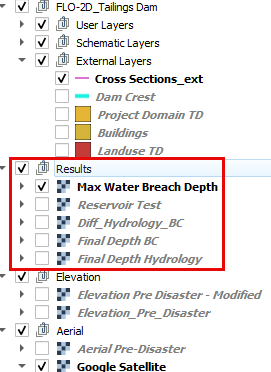 FLO-2D_Tailings Dam
User Layers
Schematic Layers
External Layers
Cross Sections_ext
Dam Crest
Project Domain TD
Buildings
Landuse TD
Results
Max Water Breach Depth
Reservoir Test
Diff_Hydrology_BC
Final Depth BC
Final Depth Hydrology
Elevation
Elevation Pre Disaster - Modified
Elevation_Pre_Disaster
Aerial
Aerial Pre-Disaster
Google Satellite